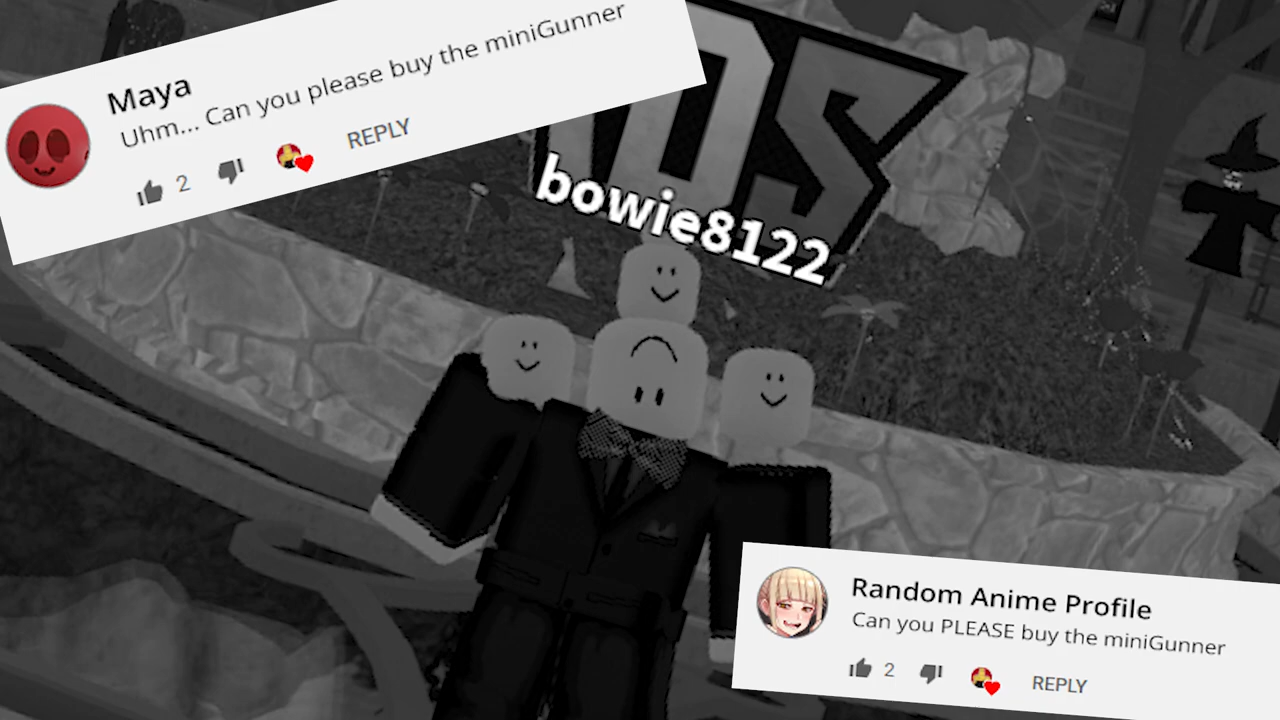 Maya
Uhm... Can you please buy the miniGunner
2
REPLY
TDS
bowie8122
Random Anime Profile
Can you PLEASE buy the miniGunner
2
REPLY